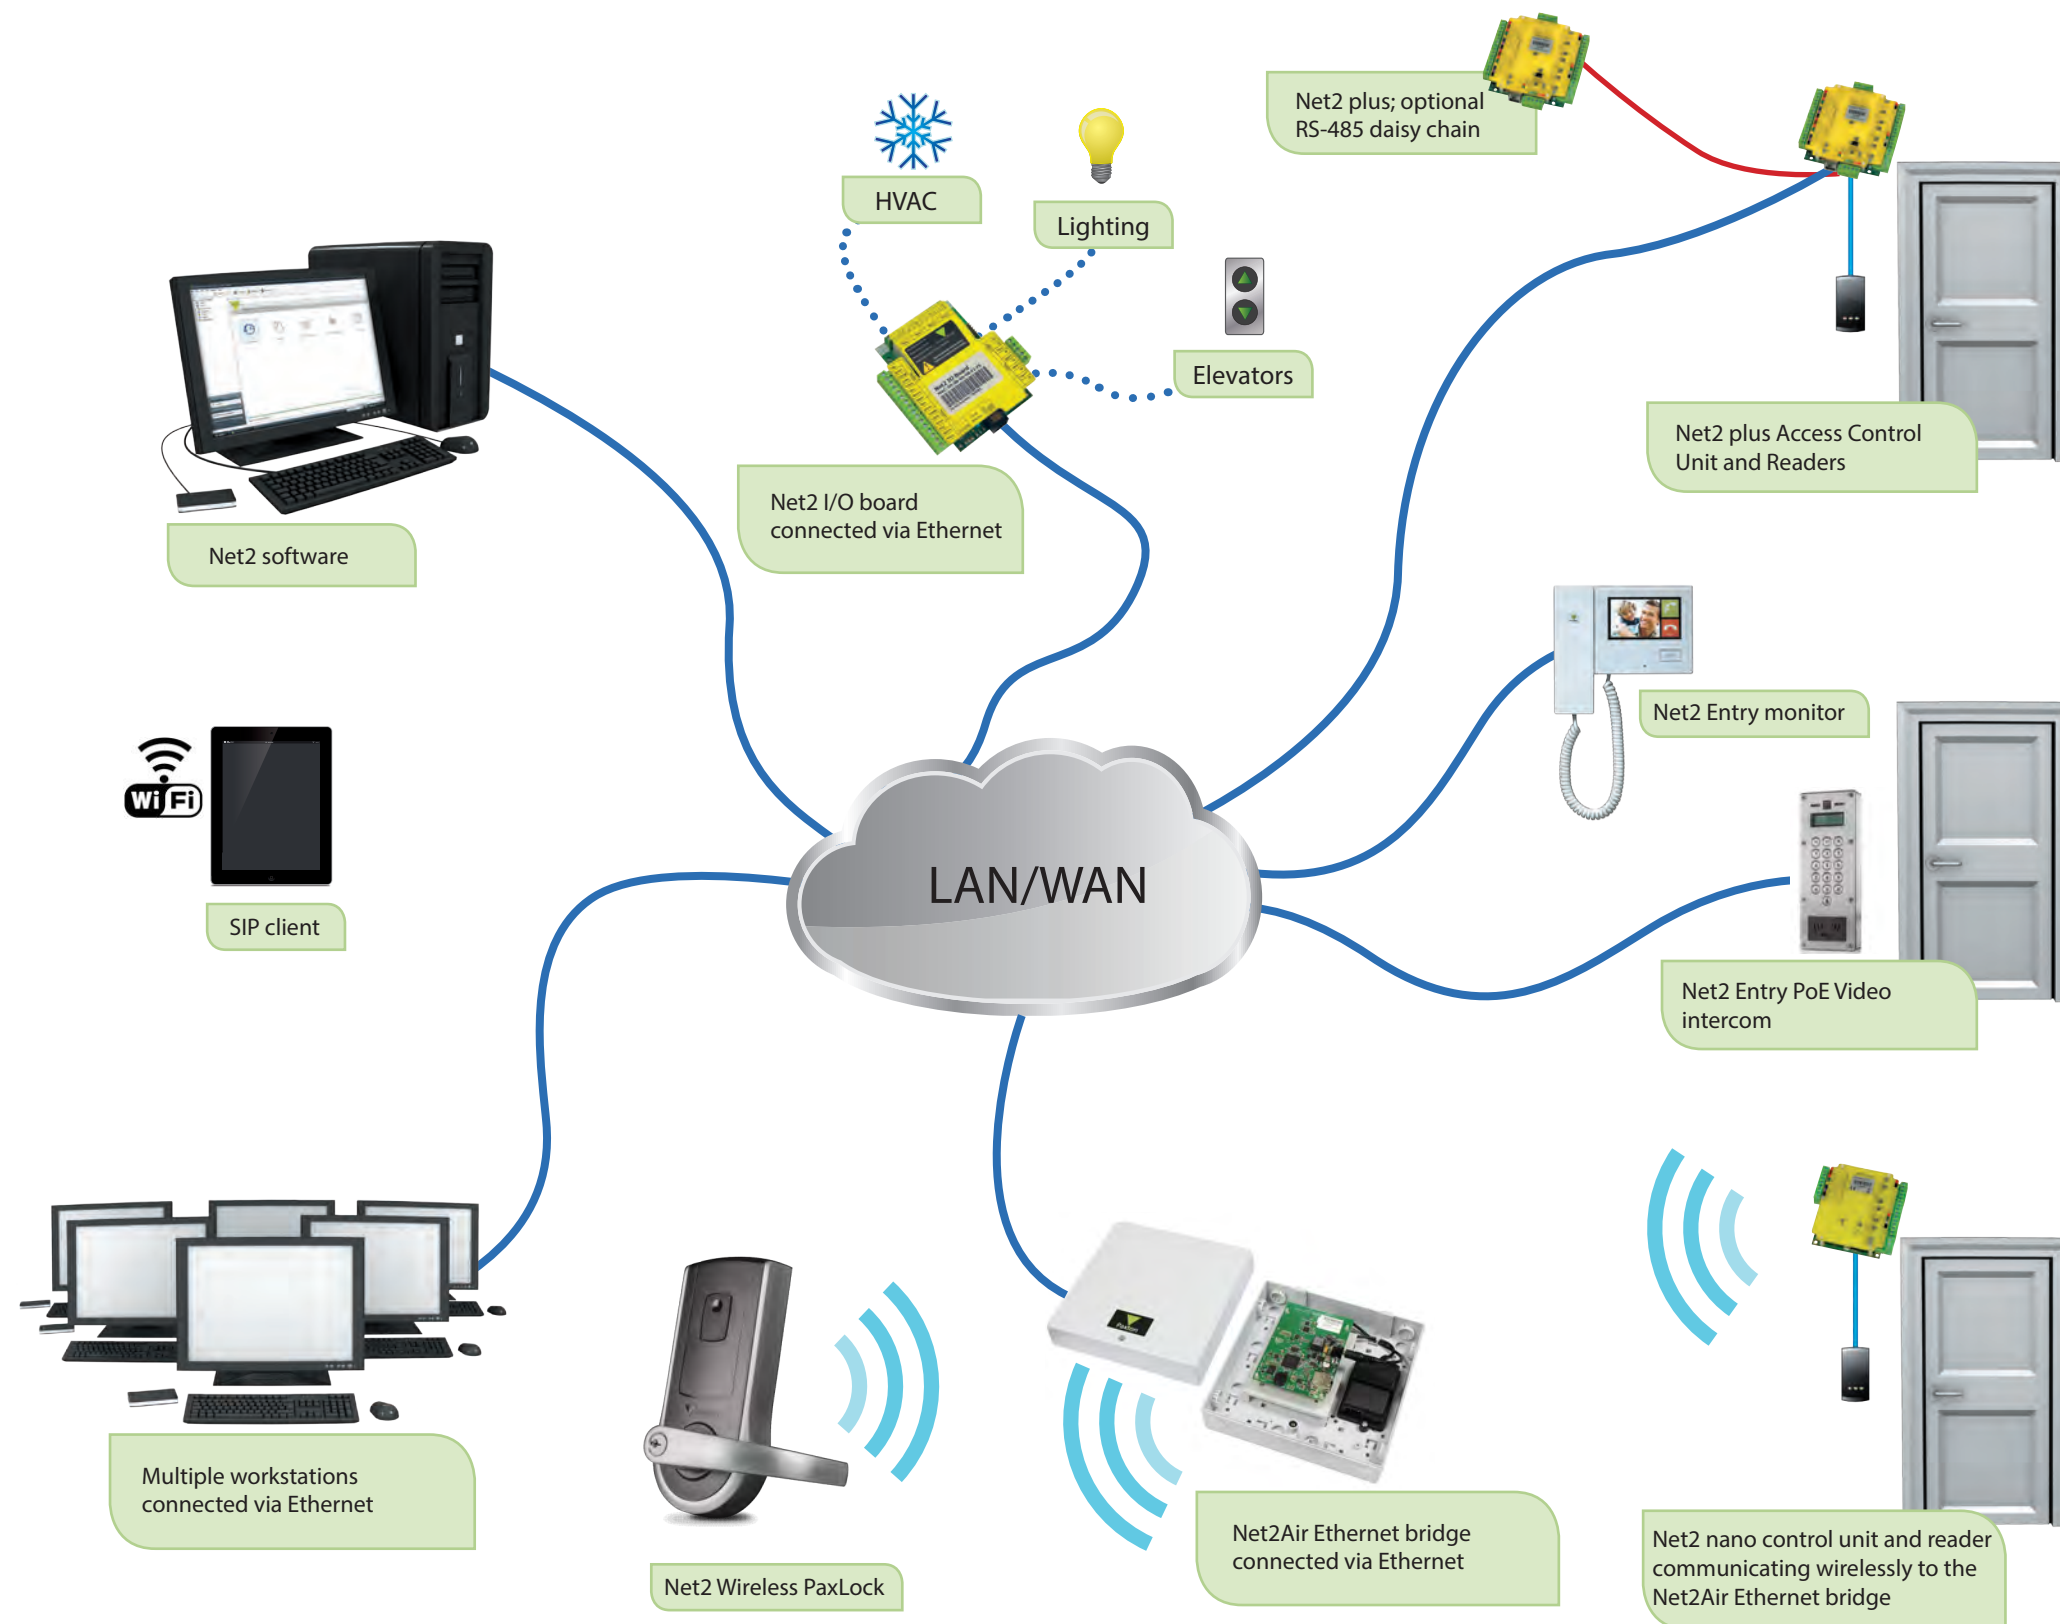 Net2 plus; optional
RS-485 daisy chain
HVAC
Lighting
Elevators
Net2 plus Access Control
Unit and Readers
Net2 I/O board
connected via Ethernet
Net2 software
Net2 Entry monitor
WiFi
SIP client
LAN/WAN
Net2 Entry PoE Video
intercom
Paxton
Multiple workstations
connected via Ethernet
Net2Air Ethernet bridge
connected via Ethernet
Net2 Wireless PaxLock
Net2 nano control unit and reader
communicating wirelessly to the
Net2Air Ethernet bridge